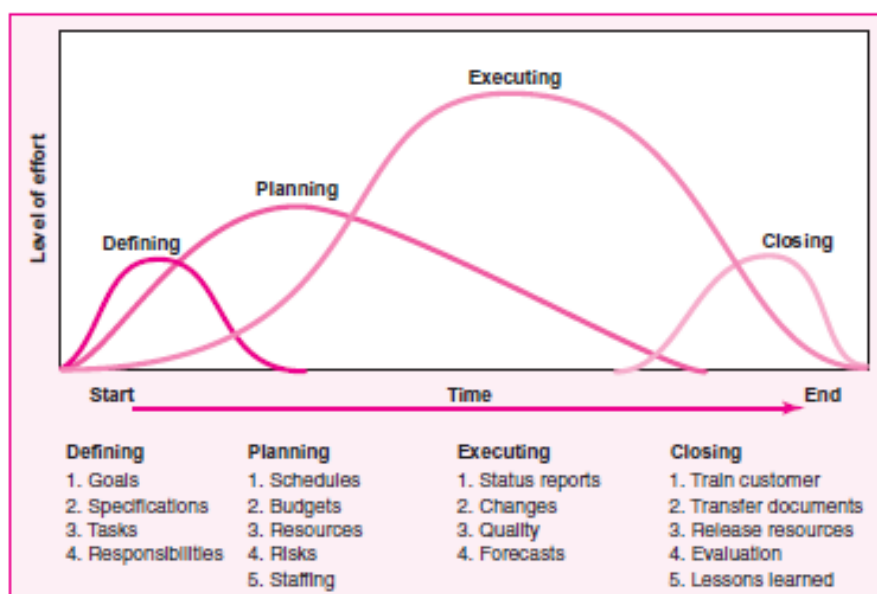 Executing
Planning
Defining
Closing
Level of effort
Start
Time
End
Defining
1. Goals
2. Specifications
3. Tasks
4. Responsibilities
Planning
1. Schedules
2. Budgets
3. Resources
4. Risks
5. Staffing
Executing
1. Status reports
2. Changes
3. Quality
4. Forecasts
Closing
1. Train customer
2. Transfer documents
3. Release resources
4. Evaluation
5. Lessons learned